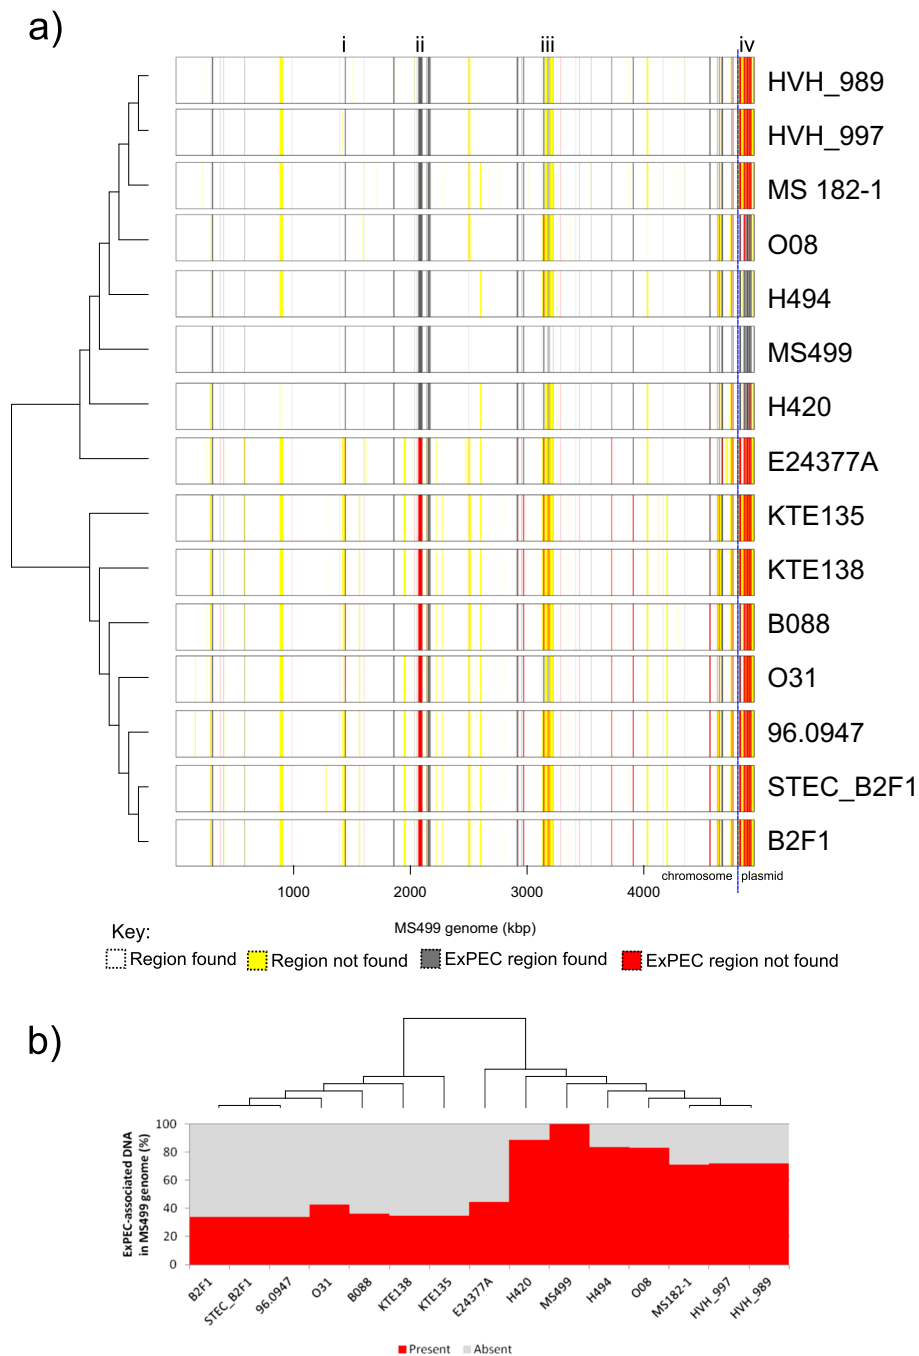 a)
i ii iii iv
HVH_989
HVH_997
MS 182-1
O08
H494
MS499
H420
E24377A
KTE135
KTE138
B088
O31
96.0947
STEC_B2F1
B2F1
chromosome plasmid
1000 2000 3000 4000
MS499 genome (kbp)
Key:
Region found Region not found ExPEC region found ExPEC region not found
b)
ExPEC-associated DNA
in MS499 genome (%)
100
80
60
40
20
0
B2F1 STEC_B2F1 96.0947 O31 B088 KTE138 KTE135 E24377A H420 MS499 H494 O08 MS182-1 HVH_997 HVH_989
Present Absent